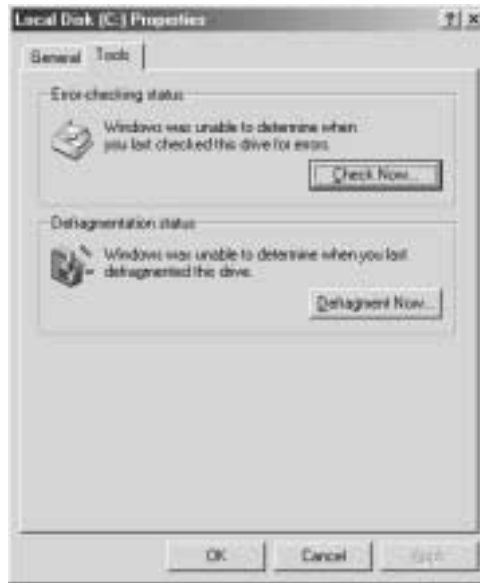 Local Disk (C:) Properties
? ×
General Tools
Error-checking status
Windows was unable to determine when
you last checked this drive for errors.
Check Now...
Defragmentation status
Windows was unable to determine when you last
defragmented this drive.
Defragment Now...
OK Cancel Apply